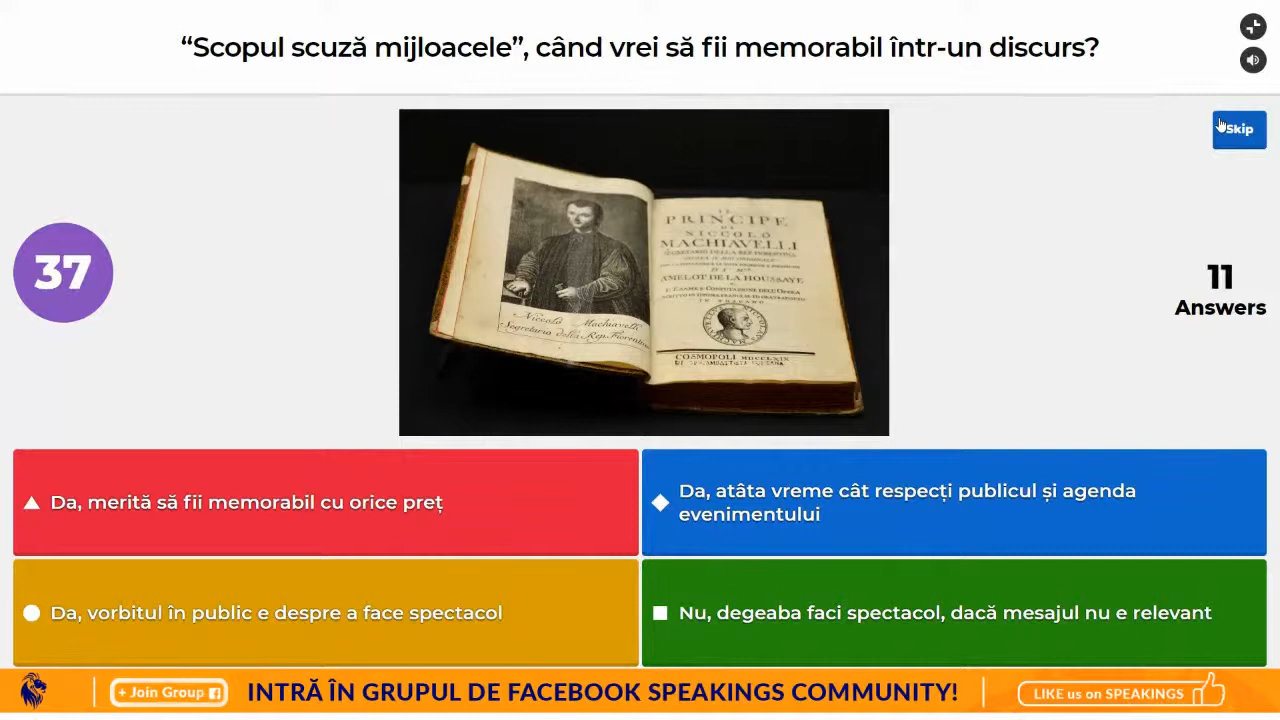 “Scopul scuză mijloacele”, când vrei să fii memorabil într-un discurs?
Skip
37
11
Answers
IL
PRINCIPE
DI
NICCOLÒ
MACHIAVELLI
AMELOT DE LA HOUSSAYE
Niccolò Machiavelli
Segretario della Rep. Fiorentina
COSMOPOLI MDCCLXIX
Da, merită să fii memorabil cu orice preț
Da, atâta vreme cât respecți publicul și agenda
evenimentului
Da, vorbitul în public e despre a face spectacol
Nu, degeaba faci spectacol, dacă mesajul nu e relevant
+ Join Group
INTRĂ ÎN GRUPUL DE FACEBOOK SPEAKINGS COMMUNITY!
LIKE us on SPEAKINGS